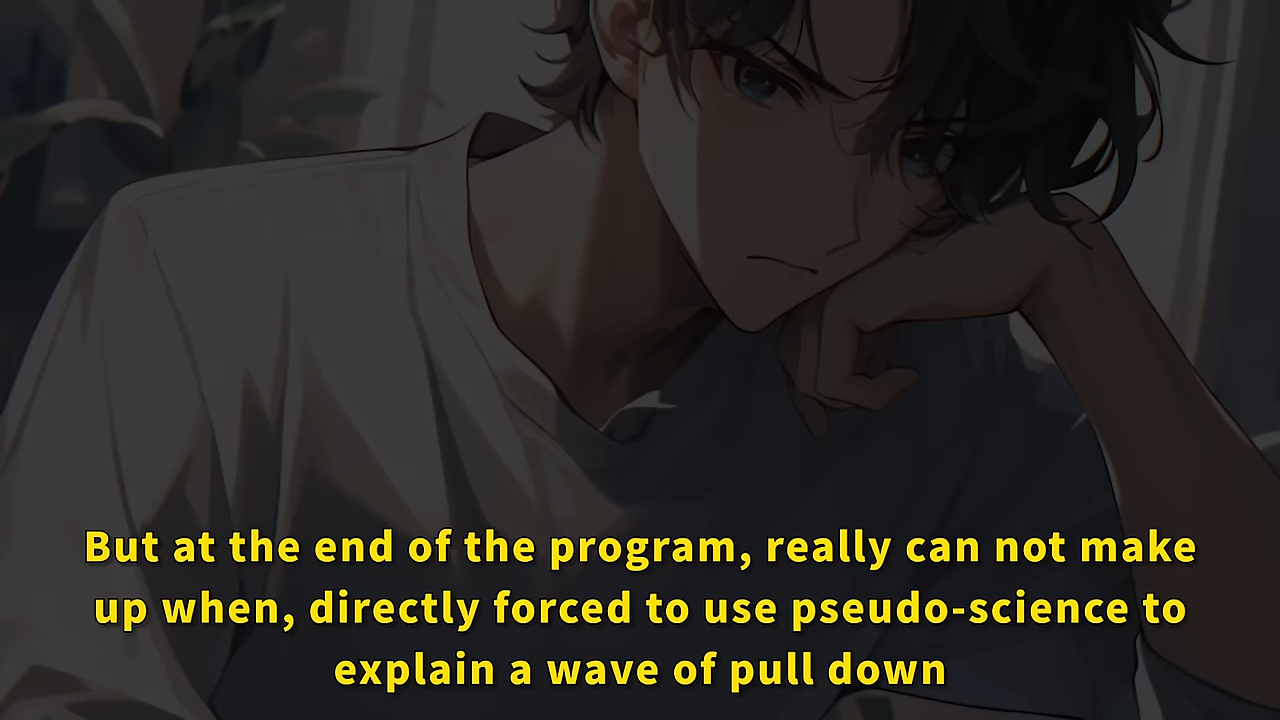 But at the end of the program, really can not make
up when, directly forced to use pseudo-science to
explain a wave of pull down